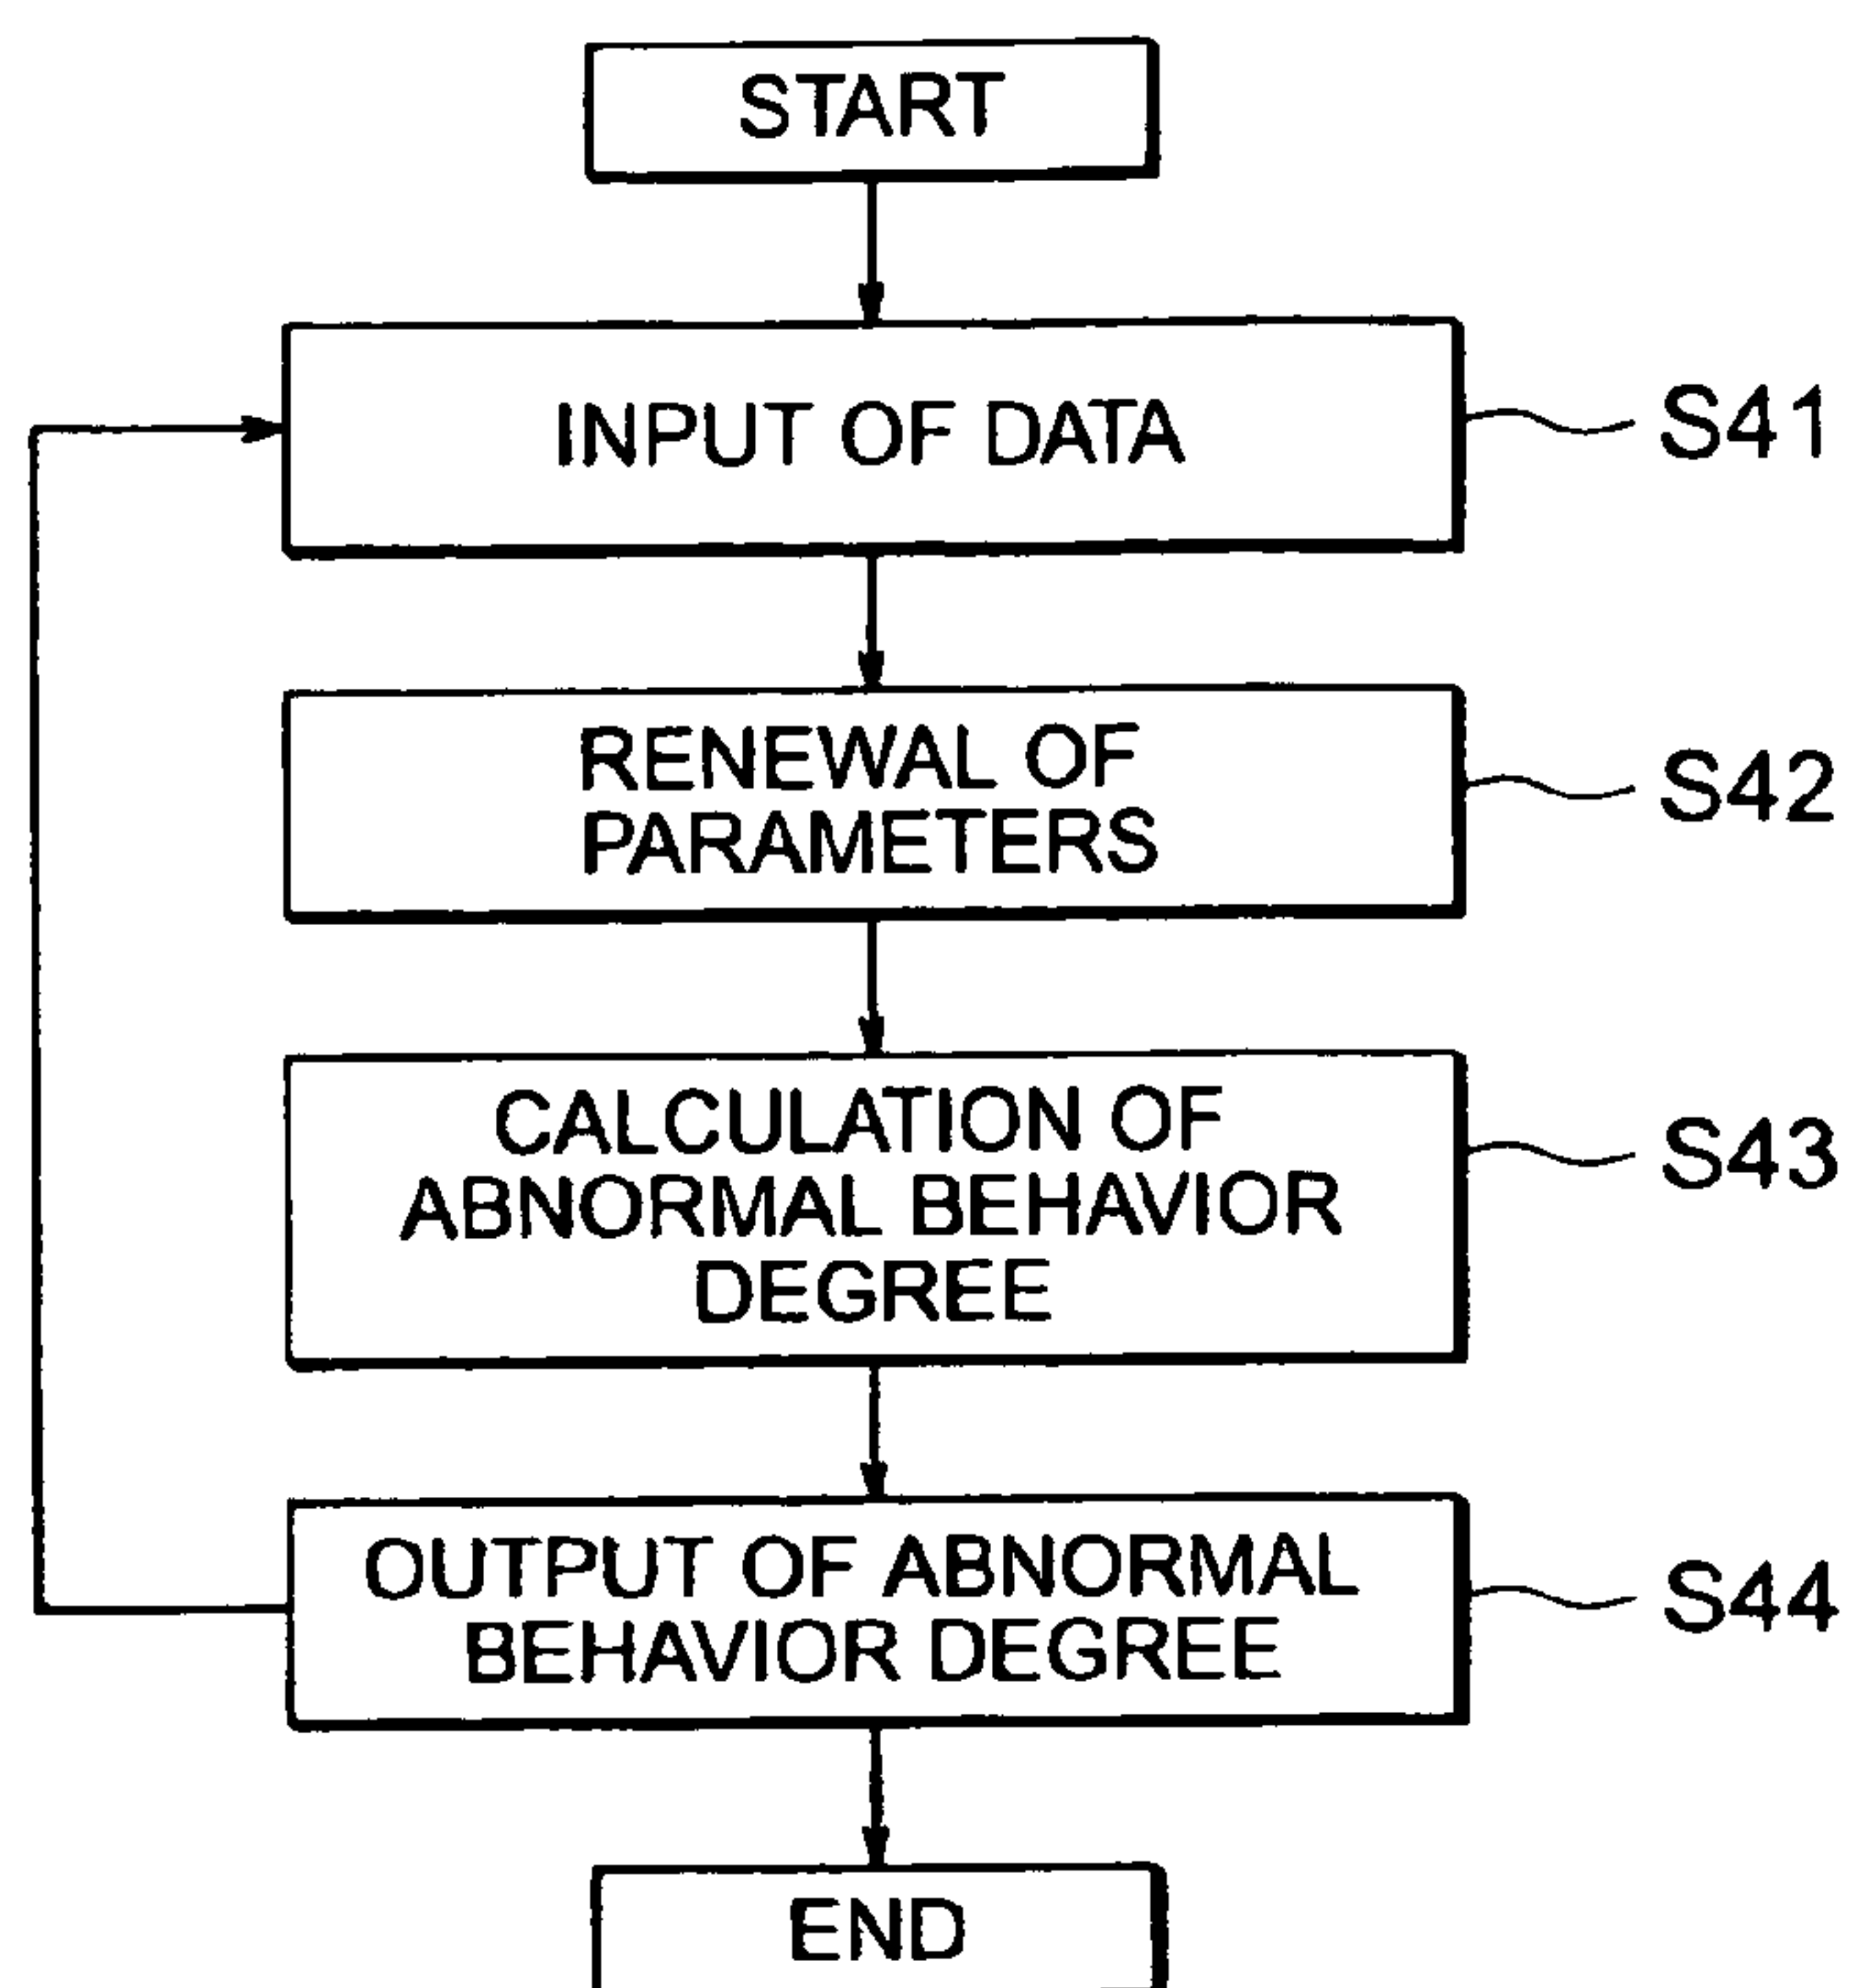 START
INPUT OF DATA
S41
RENEWAL OF
PARAMETERS
S42
CALCULATION OF
ABNORMAL BEHAVIOR
DEGREE
S43
OUTPUT OF ABNORMAL
BEHAVIOR DEGREE
S44
END